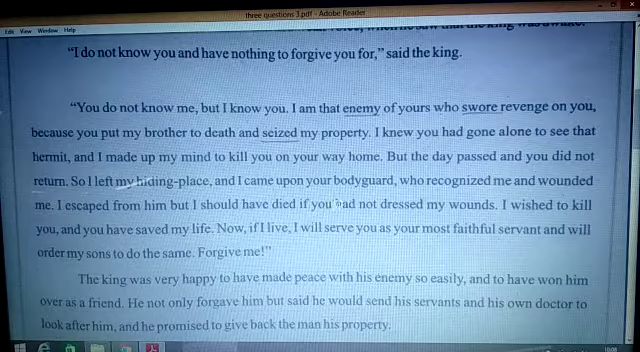 three questions 3.pdf - Adobe Reader
Edit View Window Help
"I do not know you and have nothing to forgive you for," said the king.
"You do not know me, but I know you. I am that enemy of yours who swore revenge on you,
because you put my brother to death and seized my property. I knew you had gone alone to see that
hermit, and I made up my mind to kill you on your way home. But the day passed and you did not
return. So I left my hiding-place, and I came upon your bodyguard, who recognized me and wounded
me. I escaped from him but I should have died if you had not dressed my wounds. I wished to kill
you, and you have saved my life. Now, if I live, I will serve you as your most faithful servant and will
order my sons to do the same. Forgive me!"
The king was very happy to have made peace with his enemy so easily, and to have won him
over as a friend. He not only forgave him but said he would send his servants and his own doctor to
look after him, and he promised to give back the man his property.